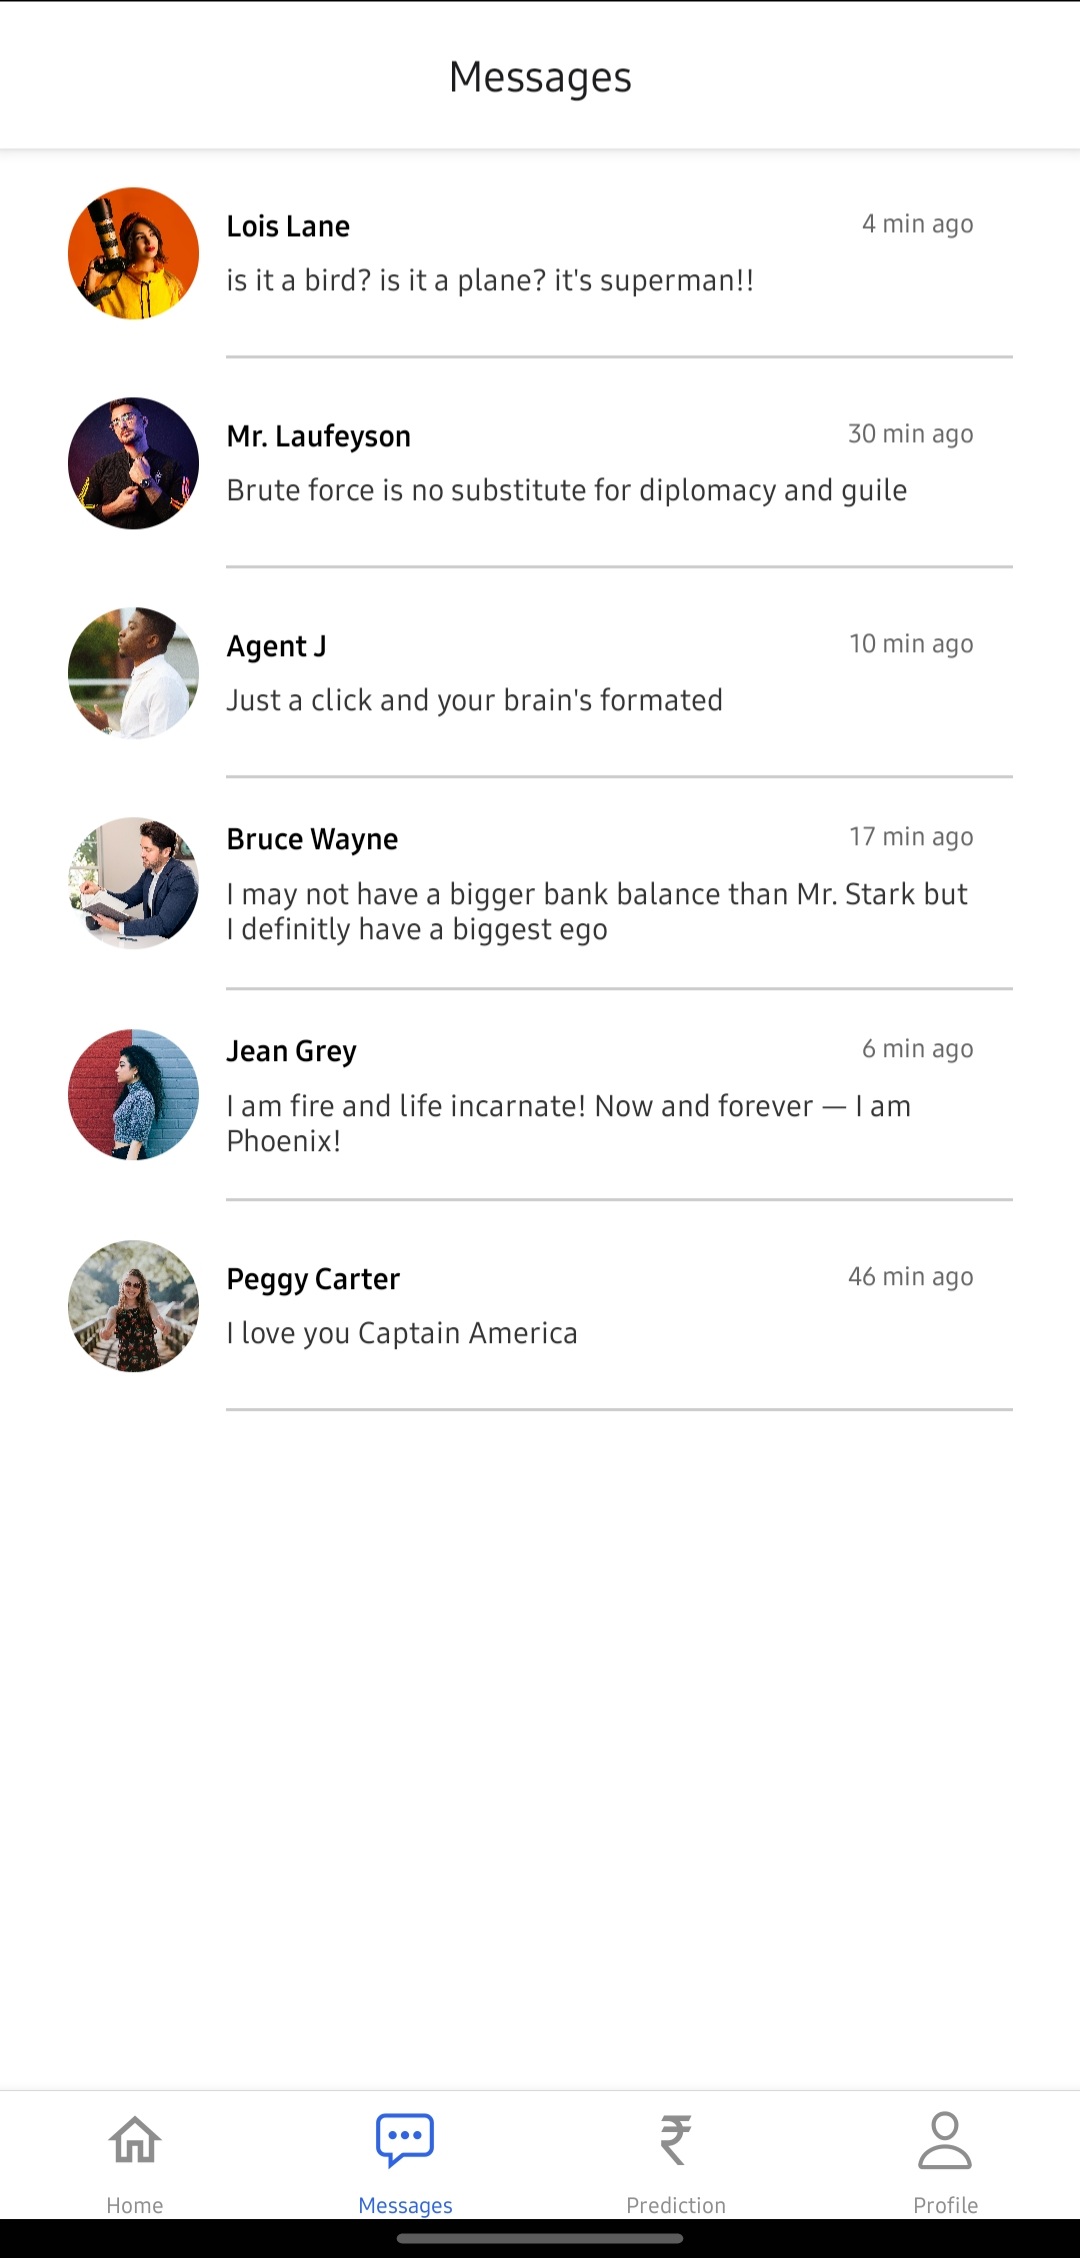 Messages
Lois Lane 4 min ago
is it a bird? is it a plane? it's superman!!
Mr. Laufeyson 30 min ago
Brute force is no substitute for diplomacy and guile
Agent J 10 min ago
Just a click and your brain's formated
Bruce Wayne 17 min ago
I may not have a bigger bank balance than Mr. Stark but
I definitly have a biggest ego
Jean Grey 6 min ago
I am fire and life incarnate! Now and forever — I am
Phoenix!
Peggy Carter 46 min ago
I love you Captain America
Home Messages Prediction Profile